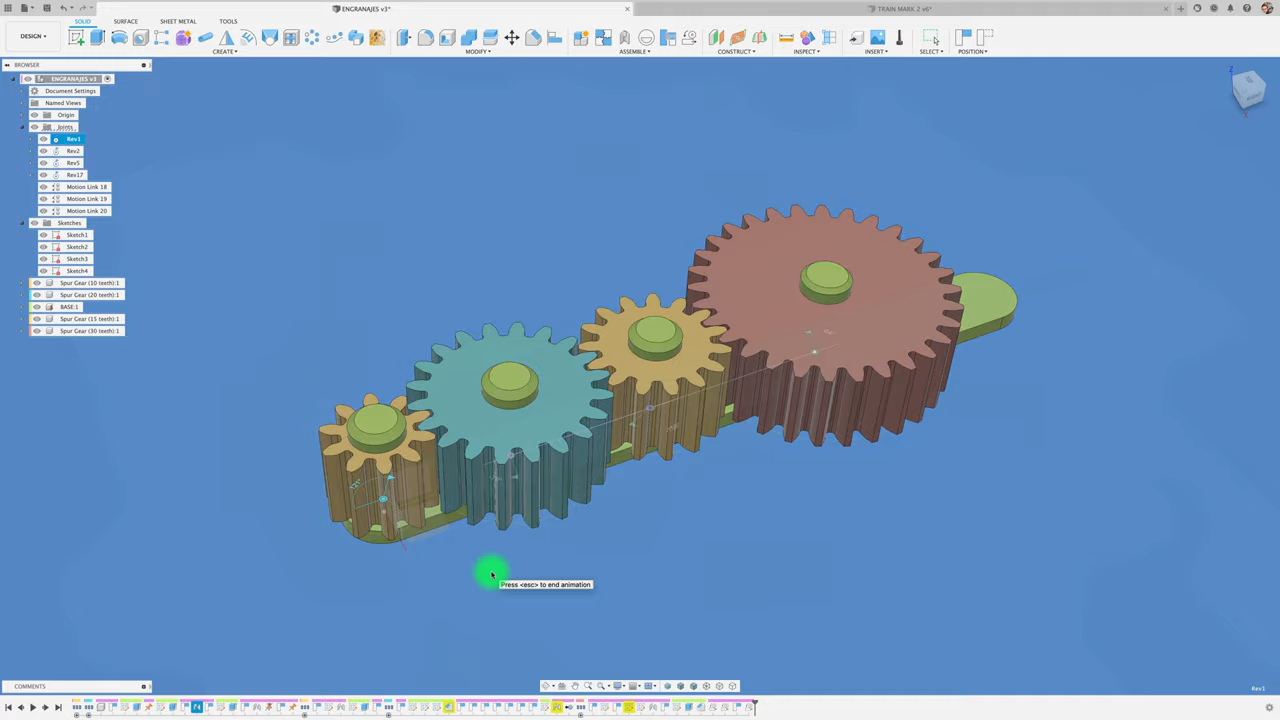 ENGRANAJES v3*
TRAIN MARK 2 v6*
SOLID
SURFACE
SHEET METAL
TOOLS
DESIGN
CREATE
MODIFY
ASSEMBLE
CONSTRUCT
INSPECT
INSERT
SELECT
POSITION
BROWSER
ENGRANAJES v3
Document Settings
Named Views
Origin
Joints
Rev1
Rev2
Rev5
Rev17
Motion Link 18
Motion Link 19
Motion Link 20
Sketches
Sketch1
Sketch2
Sketch3
Sketch4
Spur Gear (10 teeth):1
Spur Gear (20 teeth):1
BASE:1
Spur Gear (15 teeth):1
Spur Gear (30 teeth):1
Press <esc> to end animation
COMMENTS
Rev1